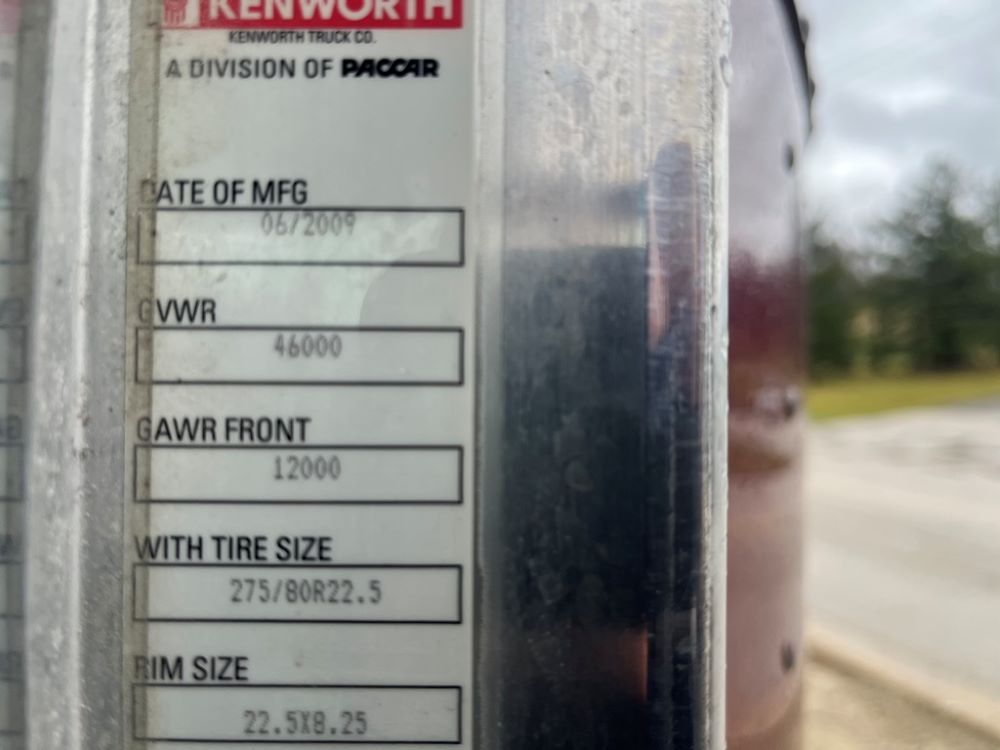 KENWORTH
KENWORTH TRUCK CO.
A DIVISION OF PACCAR
DATE OF MFG
06/2009
GVWR
46000
GAWR FRONT
12000
WITH TIRE SIZE
275/80R22.5
RIM SIZE
22.5X8.25